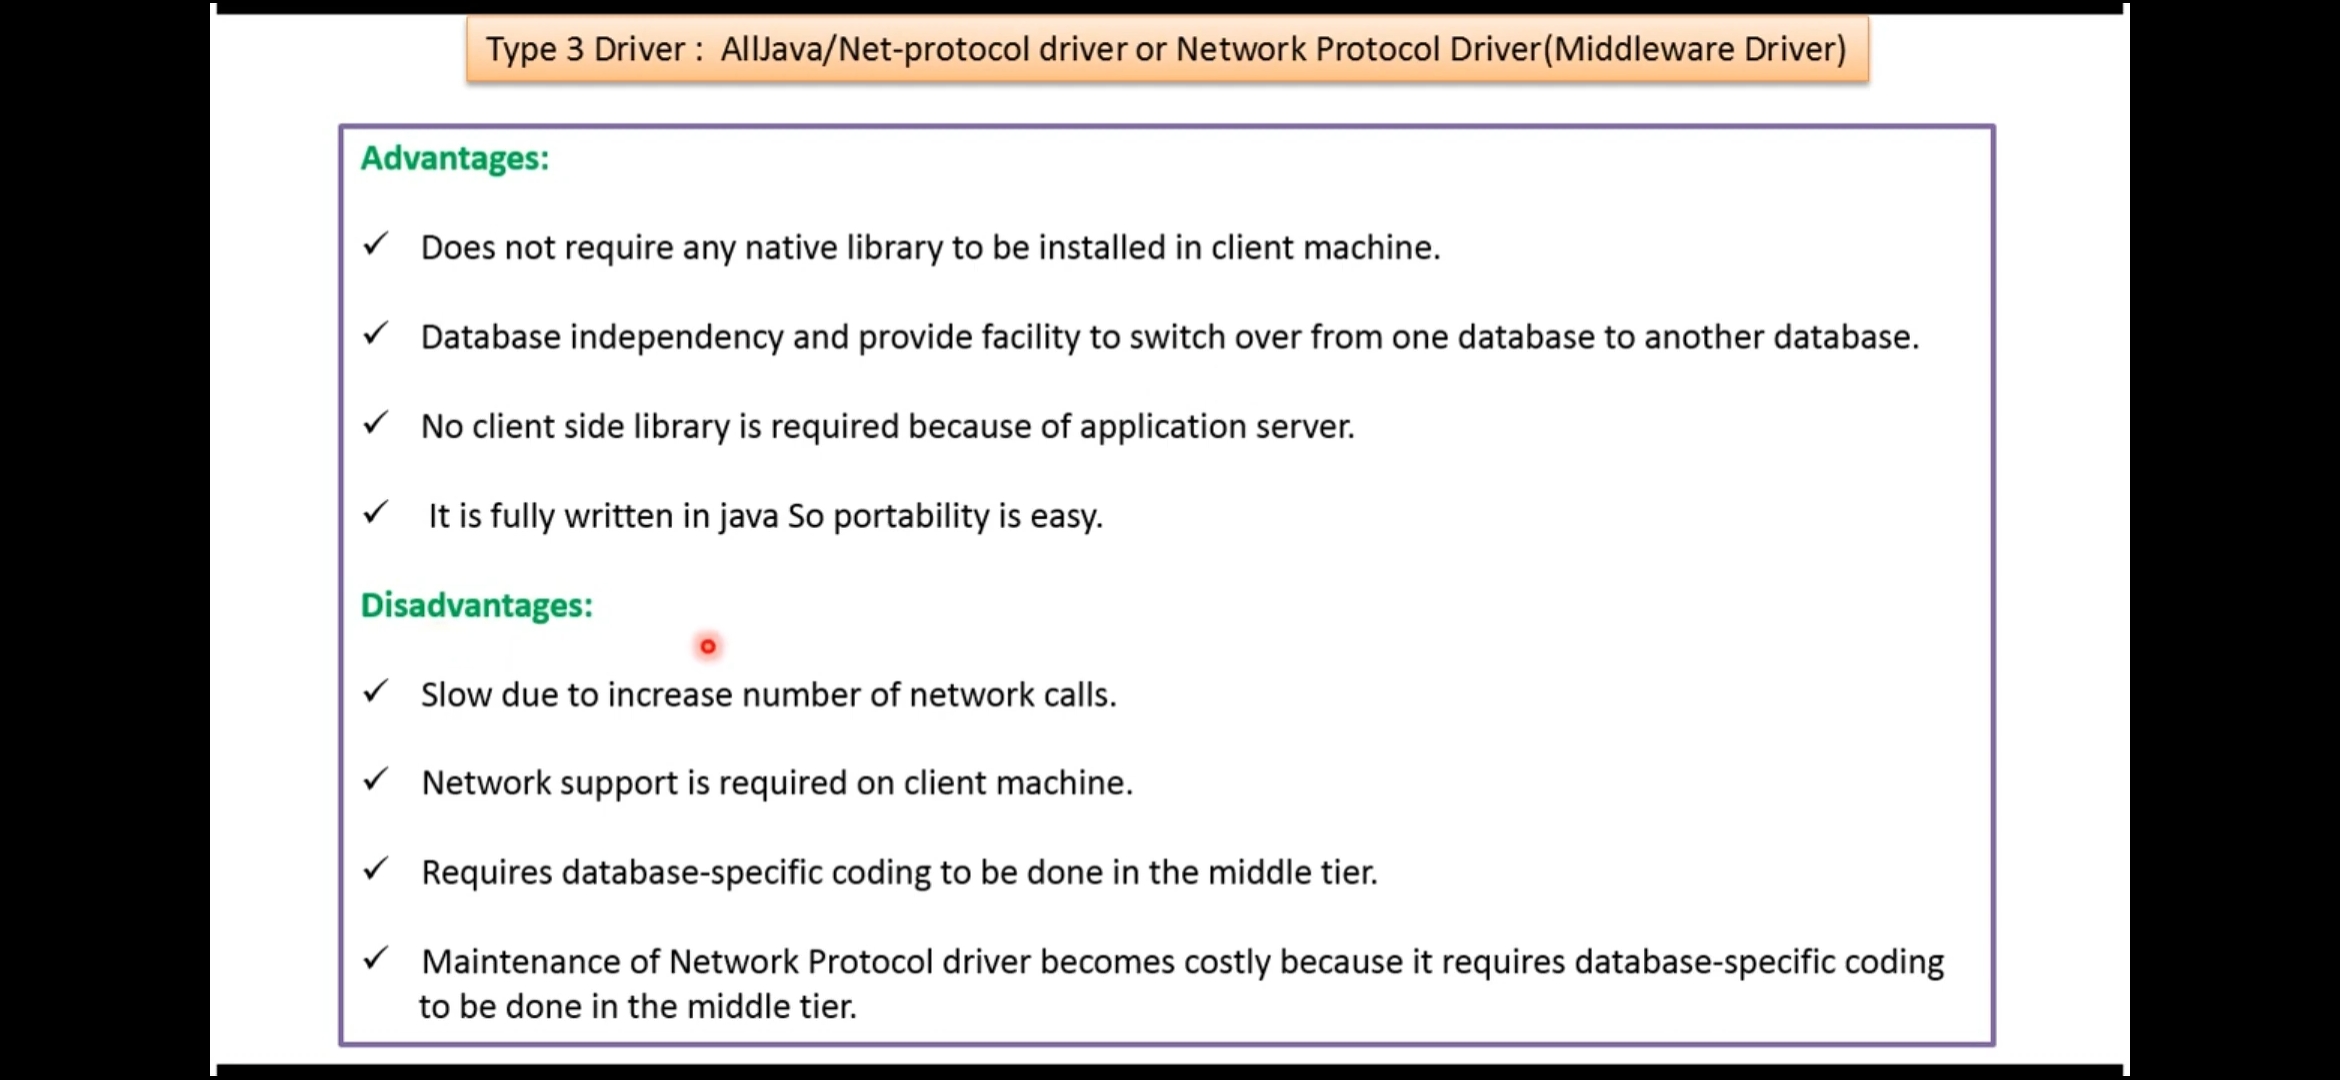 Type 3 Driver : AllJava/Net-protocol driver or Network Protocol Driver(Middleware Driver)
Advantages:
✓ Does not require any native library to be installed in client machine.
✓ Database independency and provide facility to switch over from one database to another database.
✓ No client side library is required because of application server.
✓ It is fully written in java So portability is easy.
Disadvantages:
✓ Slow due to increase number of network calls.
✓ Network support is required on client machine.
✓ Requires database-specific coding to be done in the middle tier.
✓ Maintenance of Network Protocol driver becomes costly because it requires database-specific coding
to be done in the middle tier.